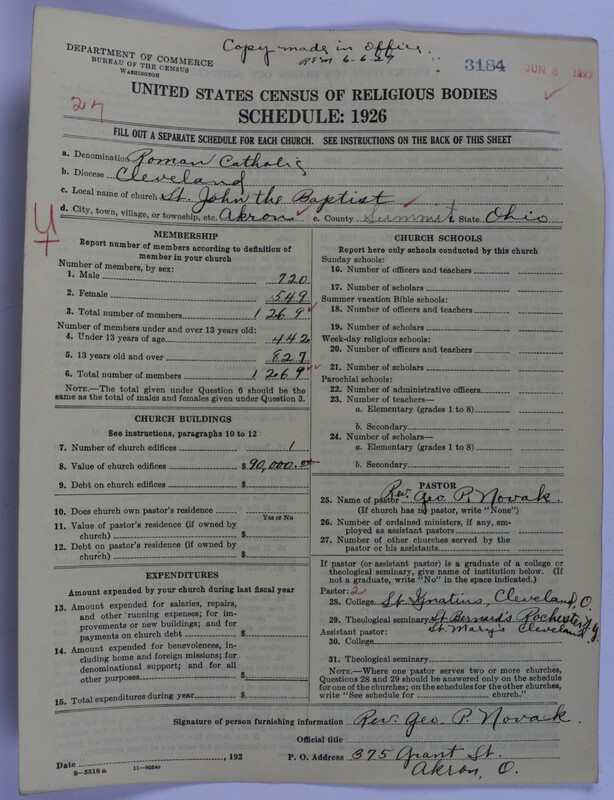 Copy made in office.
RFM 6-6-27
DEPARTMENT OF COMMERCE
BUREAU OF THE CENSUS
WASHINGTON
3184
JUN 6 1927
27
UNITED STATES CENSUS OF RELIGIOUS BODIES
SCHEDULE: 1926
FILL OUT A SEPARATE SCHEDULE FOR EACH CHURCH. SEE INSTRUCTIONS ON THE BACK OF THIS SHEET
a. Denomination Roman Catholic
b. Diocese Cleveland
c. Local name of church St. John the Baptist
d. City, town, village, or township, etc. Akron e. County Summit & State Ohio
MEMBERSHIP
Report number of members according to definition of
member in your church
Number of members, by sex:
1. Male 720
2. Female 549
3. Total number of members 1269
Number of members under and over 13 years old:
4. Under 13 years of age 442
5. 13 years old and over 827
6. Total number of members 1269
NOTE.—The total given under Question 6 should be
the same as the total of males and females given under Question 3.
CHURCH BUILDINGS
See instructions, paragraphs 10 to 12
7. Number of church edifices 1
8. Value of church edifices $ 90,000.00
9. Debt on church edifices $
10. Does church own pastor's residence
Yes or No
11. Value of pastor's residence (if owned by
church) $
12. Debt on pastor's residence (if owned by
church) $
EXPENDITURES
Amount expended by your church during last fiscal year
13. Amount expended for salaries, repairs,
and other running expenses; for im-
provements or new buildings; and for
payments on church debt $
14. Amount expended for benevolences, in-
cluding home and foreign missions; for
denominational support; and for all
other purposes $
15. Total expenditures during year $
CHURCH SCHOOLS
Report here only schools conducted by this church
Sunday schools:
16. Number of officers and teachers
17. Number of scholars
Summer vacation Bible schools:
18. Number of officers and teachers
19. Number of scholars
Week-day religious schools:
20. Number of officers and teachers
21. Number of scholars
Parochial schools:
22. Number of administrative officers
23. Number of teachers—
a. Elementary (grades 1 to 8)
b. Secondary
24. Number of scholars—
a. Elementary (grades 1 to 8)
b. Secondary
PASTOR
25. Name of pastor Rev. Geo. P. Novak.
(If church has no pastor, write "None")
26. Number of ordained ministers, if any, em-
ployed as assistant pastors
27. Number of other churches served by the
pastor or his assistants
If pastor (or assistant pastor) is a graduate of a college or
theological seminary, give name of institution below. (If
not a graduate, write "No" in the space indicated.)
Pastor: 2
28. College St. Ignatius, Cleveland, O.
29. Theological seminary St Bernard's Rochester N.Y.
Assistant pastor: St. Mary's Cleveland
30. College
31. Theological seminary
NOTE.—Where one pastor serves two or more churches,
Questions 28 and 29 should be answered only on the schedule
for one of the churches; on the schedules for the other churches,
write "See schedule for church."
Signature of person furnishing information Rev. Geo. P. Novak.
Official title
Date , 192 P. O. Address 375 Grant St.
8-5518a 11-9054c Akron, O.